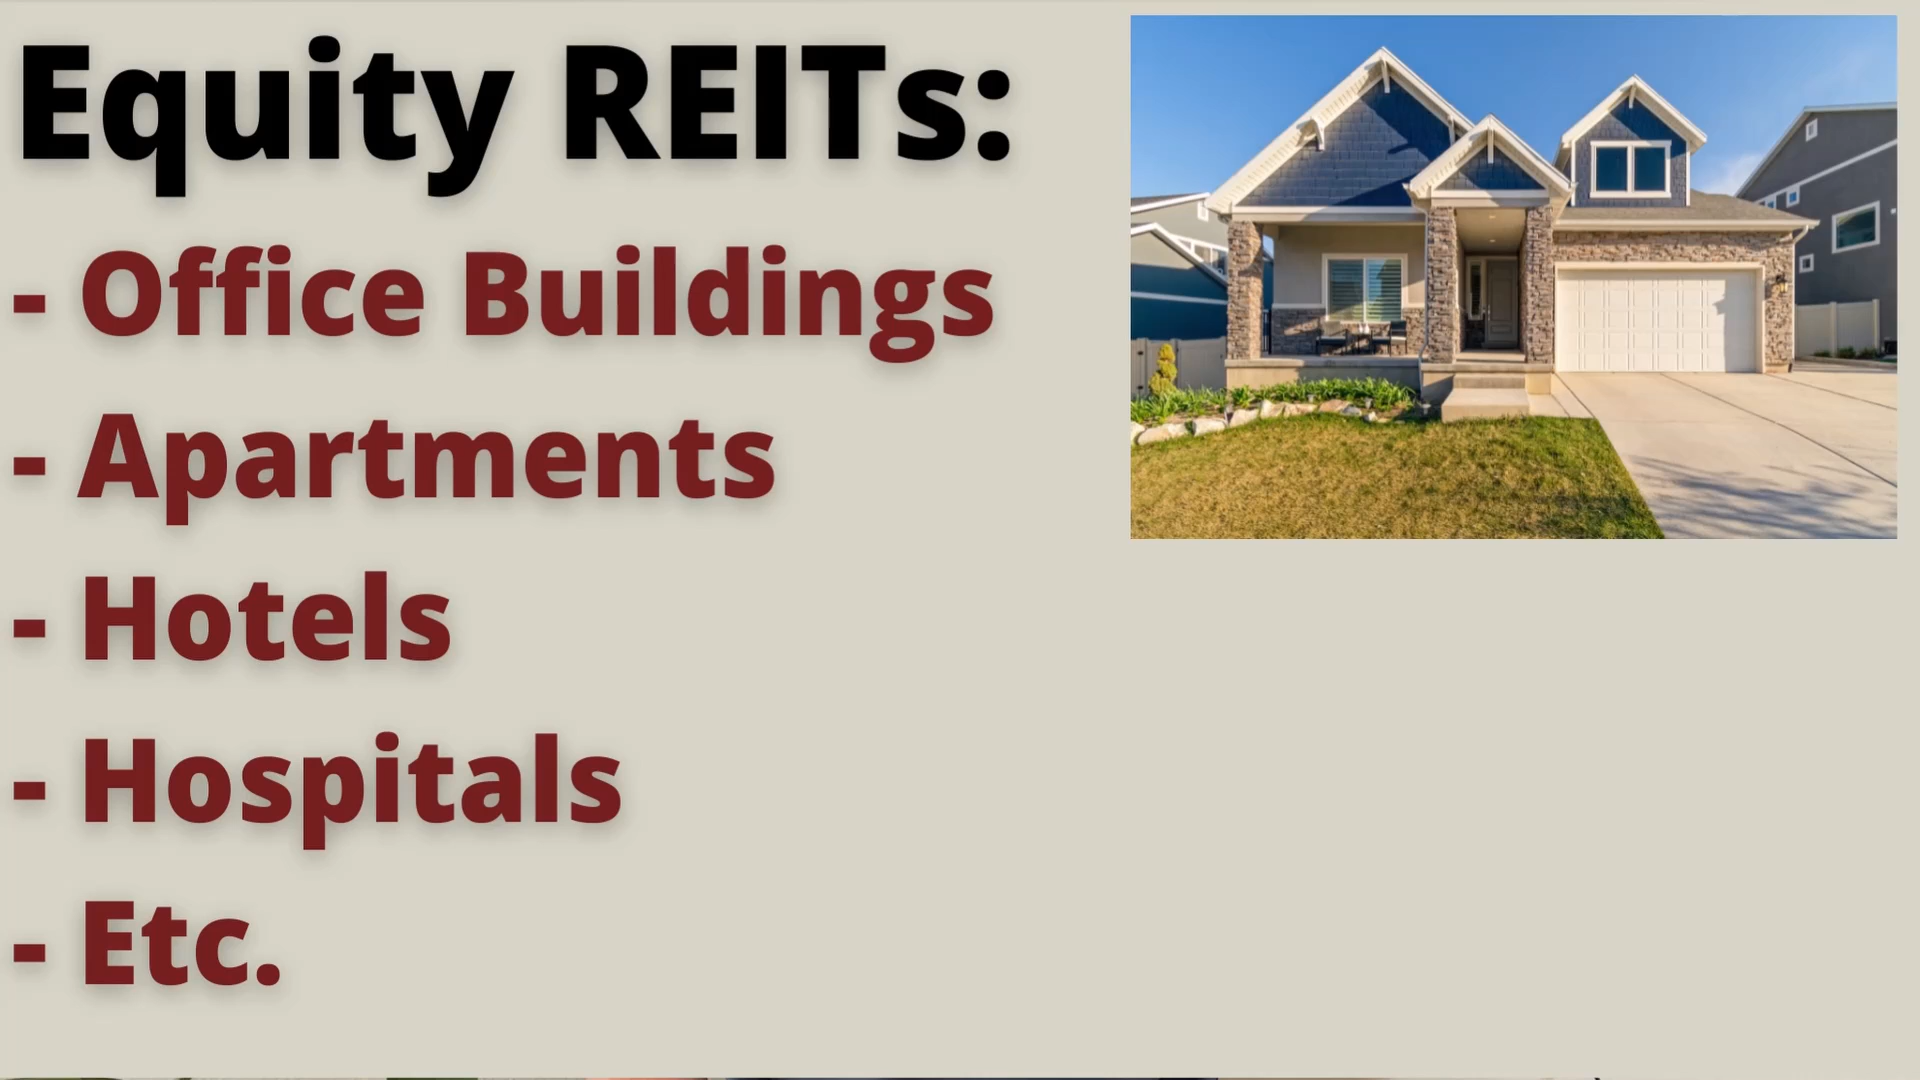 Equity REITs:
- Office Buildings
- Apartments
- Hotels
- Hospitals
- Etc.